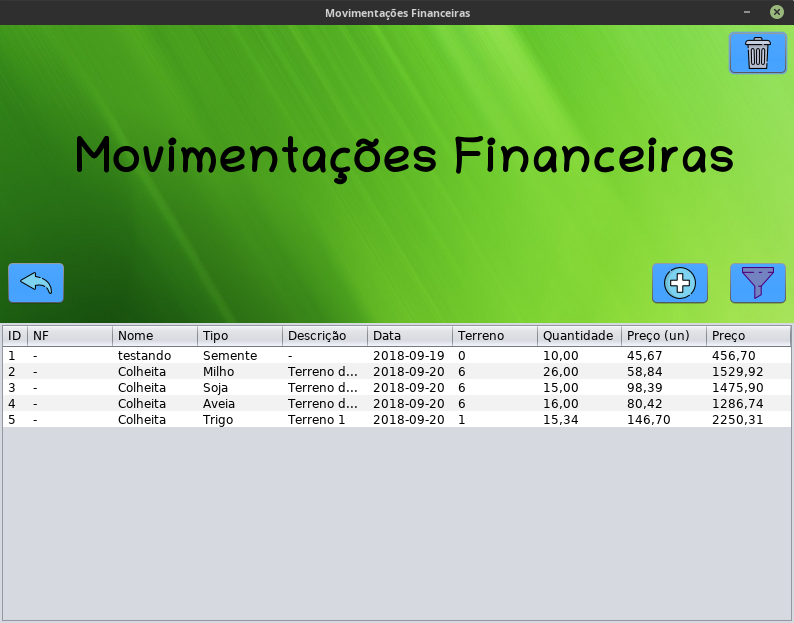 Movimentações Financeiras
Movimentações Financeiras
ID NF Nome Tipo Descrição Data Terreno Quantidade Preço (un) Preço
1 - testando Semente - 2018-09-19 0 10,00 45,67 456,70
2 - Colheita Milho Terreno d... 2018-09-20 6 26,00 58,84 1529,92
3 - Colheita Soja Terreno d... 2018-09-20 6 15,00 98,39 1475,90
4 - Colheita Aveia Terreno d... 2018-09-20 6 16,00 80,42 1286,74
5 - Colheita Trigo Terreno 1 2018-09-20 1 15,34 146,70 2250,31